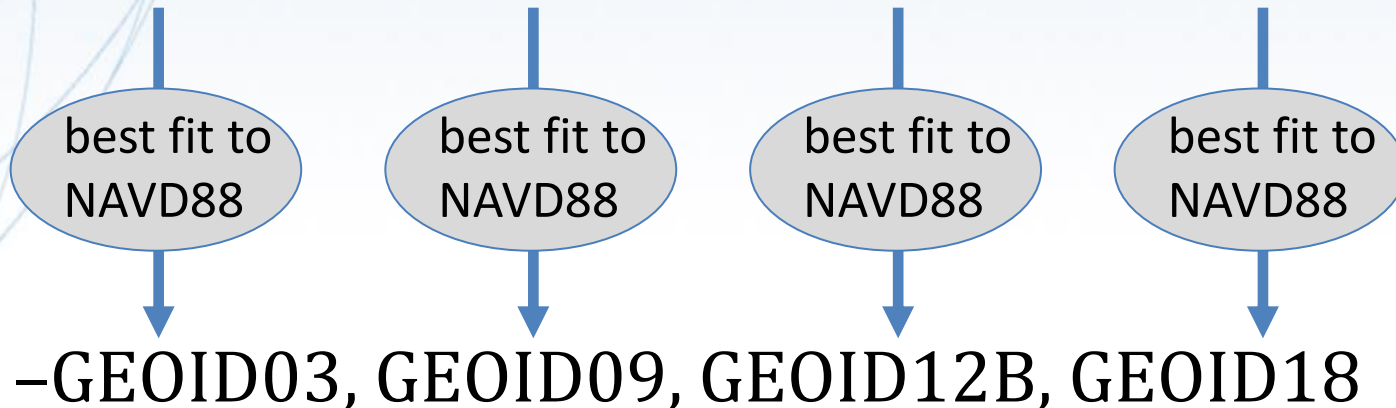 best fit to
NAVD88
best fit to
NAVD88
best fit to
NAVD88
best fit to
NAVD88
–GEOID03, GEOID09, GEOID12B, GEOID18